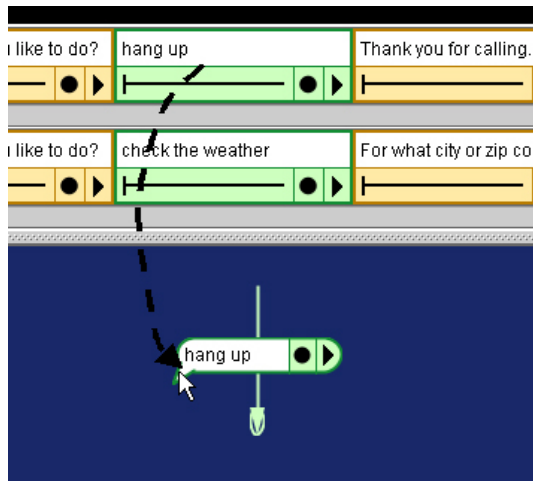 u like to do? hang up Thank you for calling.
u like to do? check the weather For what city or zip co
hang up